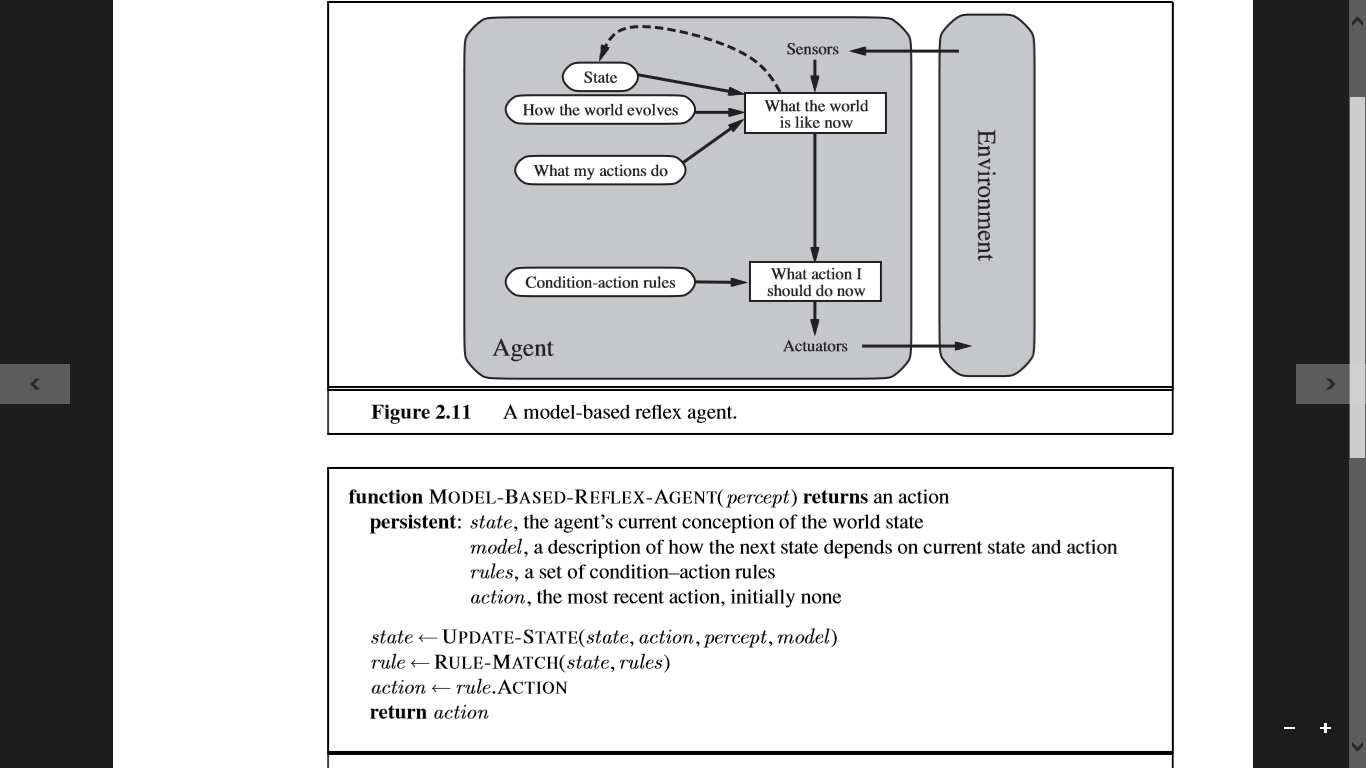 Sensors
State
How the world evolves
What the world
is like now
What my actions do
Environment
Condition-action rules
What action I
should do now
Agent
Actuators
Figure 2.11 A model-based reflex agent.
function MODEL-BASED-REFLEX-AGENT(percept) returns an action
persistent: state, the agent's current conception of the world state
model, a description of how the next state depends on current state and action
rules, a set of condition–action rules
action, the most recent action, initially none
state ← UPDATE-STATE(state, action, percept, model)
rule ← RULE-MATCH(state, rules)
action ← rule.ACTION
return action